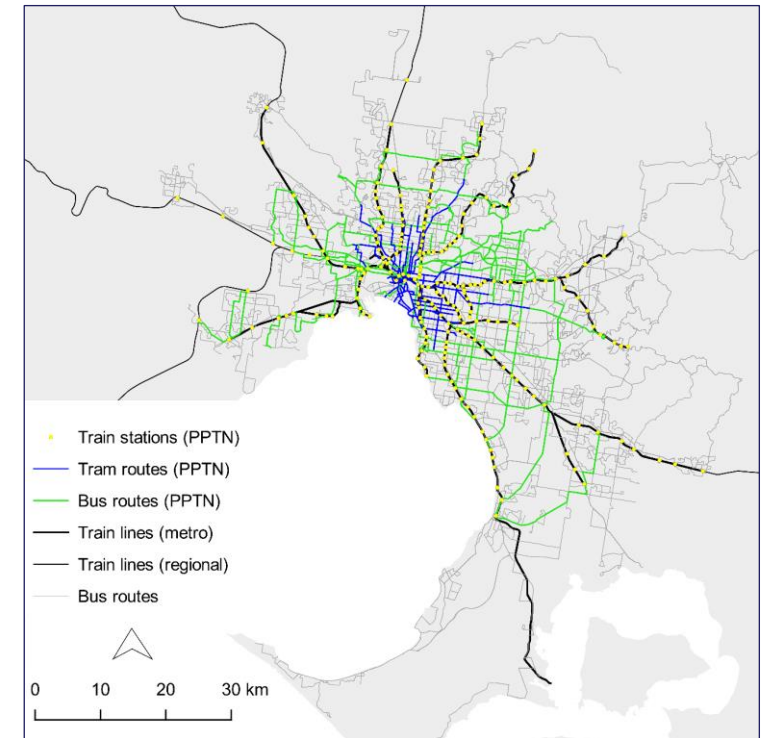 Train stations (PPTN)
Tram routes (PPTN)
Bus routes (PPTN)
Train lines (metro)
Train lines (regional)
Bus routes
0 10 20 30 km